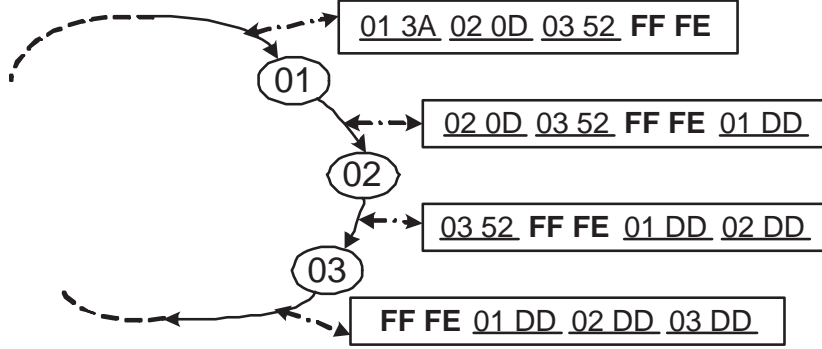 01 3A 02 0D 03 52 FF FE
01
02 0D 03 52 FF FE 01 DD
02
03 52 FF FE 01 DD 02 DD
03
FF FE 01 DD 02 DD 03 DD